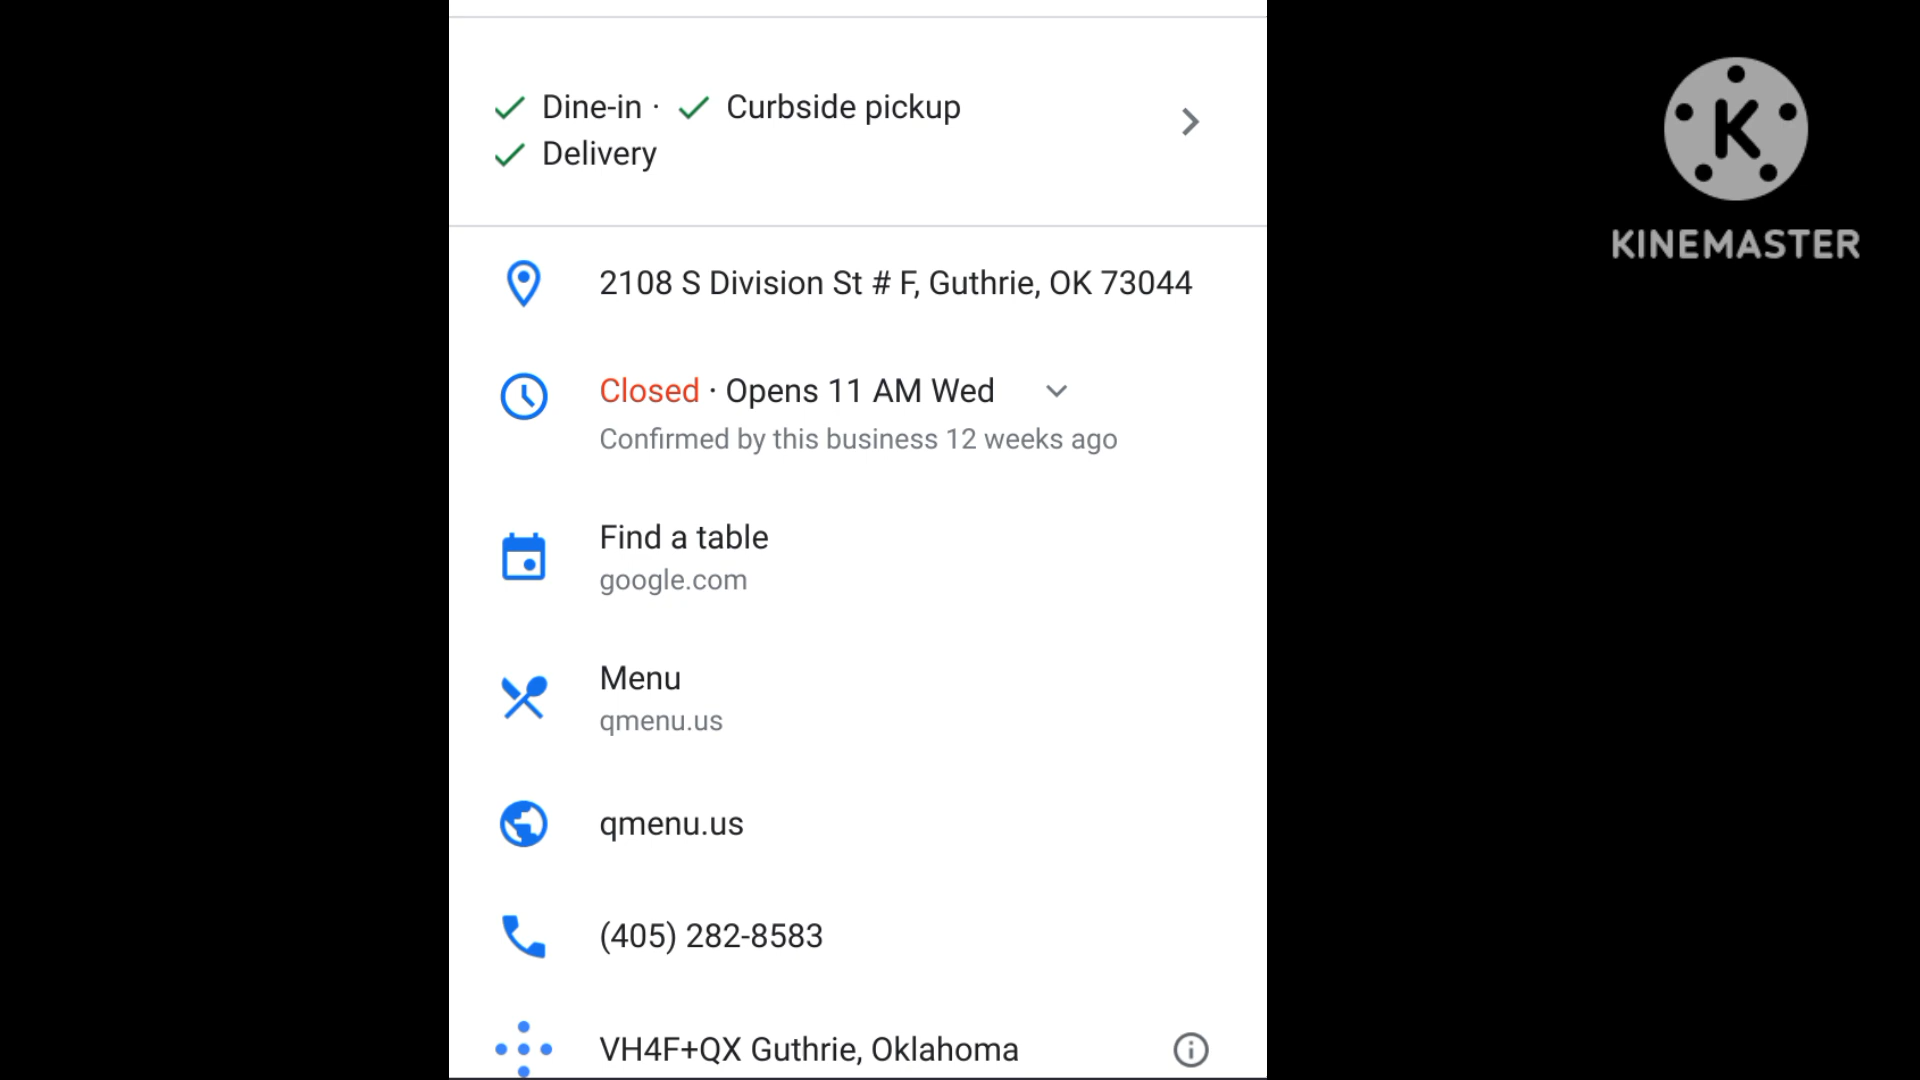 Dine-in · Curbside pickup
Delivery
2108 S Division St # F, Guthrie, OK 73044
Closed · Opens 11 AM Wed
Confirmed by this business 12 weeks ago
Find a table
google.com
Menu
qmenu.us
qmenu.us
(405) 282-8583
VH4F+QX Guthrie, Oklahoma
K
KINEMASTER